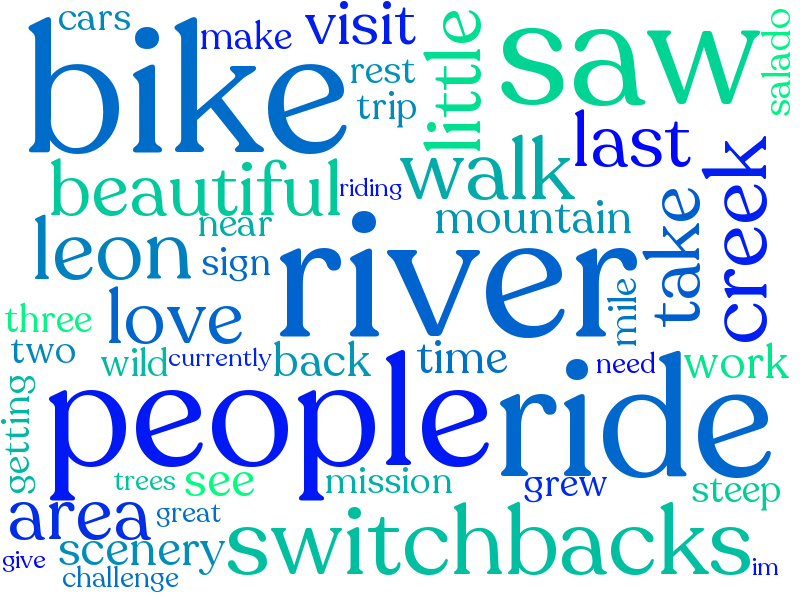 cars
make
visit
little
saw
salado
bike
rest
trip
last
walk
creek
beautiful
riding
near
mountain
take
leon
sign
river
mile
three
love
two
wild
currently
back
time
need
work
getting
people
ride
trees
see
mission
grew
steep
area
great
switchbacks
give
scenery
challenge
im